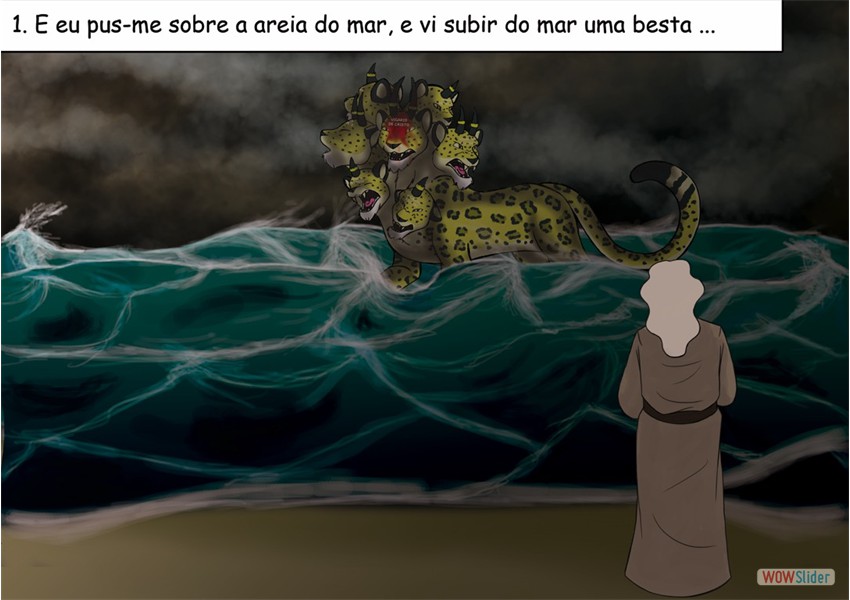 1. E eu pus-me sobre a areia do mar, e vi subir do mar uma besta ...
WOWSlider